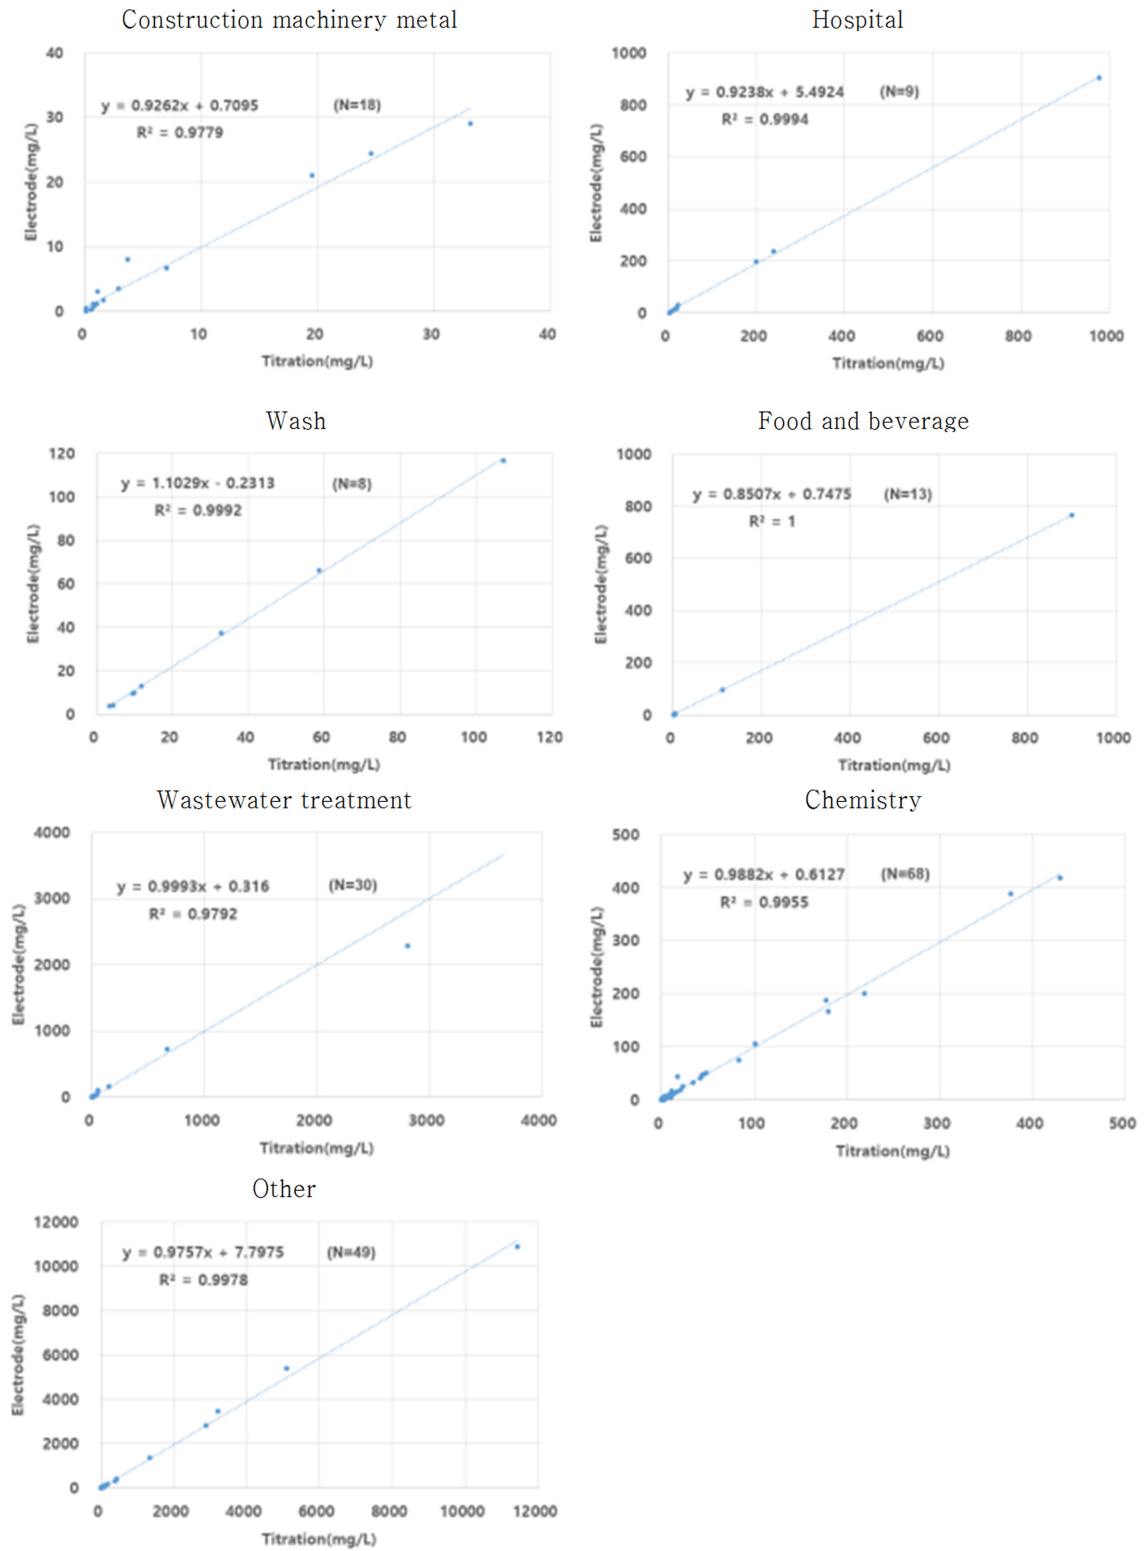 Construction machinery metal
40
30
20
10
0
y = 0.9262x + 0.7095 (N=18)
R² = 0.9779
Electrode(mg/L)
0 10 20 30 40
Titration(mg/L)
Hospital
1000
800
600
400
200
0
y = 0.9238x + 5.4924 (N=9)
R² = 0.9994
Electrode(mg/L)
0 200 400 600 800 1000
Titration(mg/L)
Wash
120
100
80
60
40
20
0
y = 1.1029x - 0.2313 (N=8)
R² = 0.9992
Electrode(mg/L)
0 20 40 60 80 100 120
Titration(mg/L)
Food and beverage
1000
800
600
400
200
0
y = 0.8507x + 0.7475 (N=13)
R² = 1
Electrode(mg/L)
0 200 400 600 800 1000
Titration(mg/L)
Wastewater treatment
4000
3000
2000
1000
0
y = 0.9993x + 0.316 (N=30)
R² = 0.9792
Electrode(mg/L)
0 1000 2000 3000 4000
Titration(mg/L)
Chemistry
500
400
300
200
100
0
y = 0.9882x + 0.6127 (N=68)
R² = 0.9955
Electrode(mg/L)
0 100 200 300 400 500
Titration(mg/L)
Other
12000
10000
8000
6000
4000
2000
0
y = 0.9757x + 7.7975 (N=49)
R² = 0.9978
Electrode(mg/L)
0 2000 4000 6000 8000 10000 12000
Titration(mg/L)